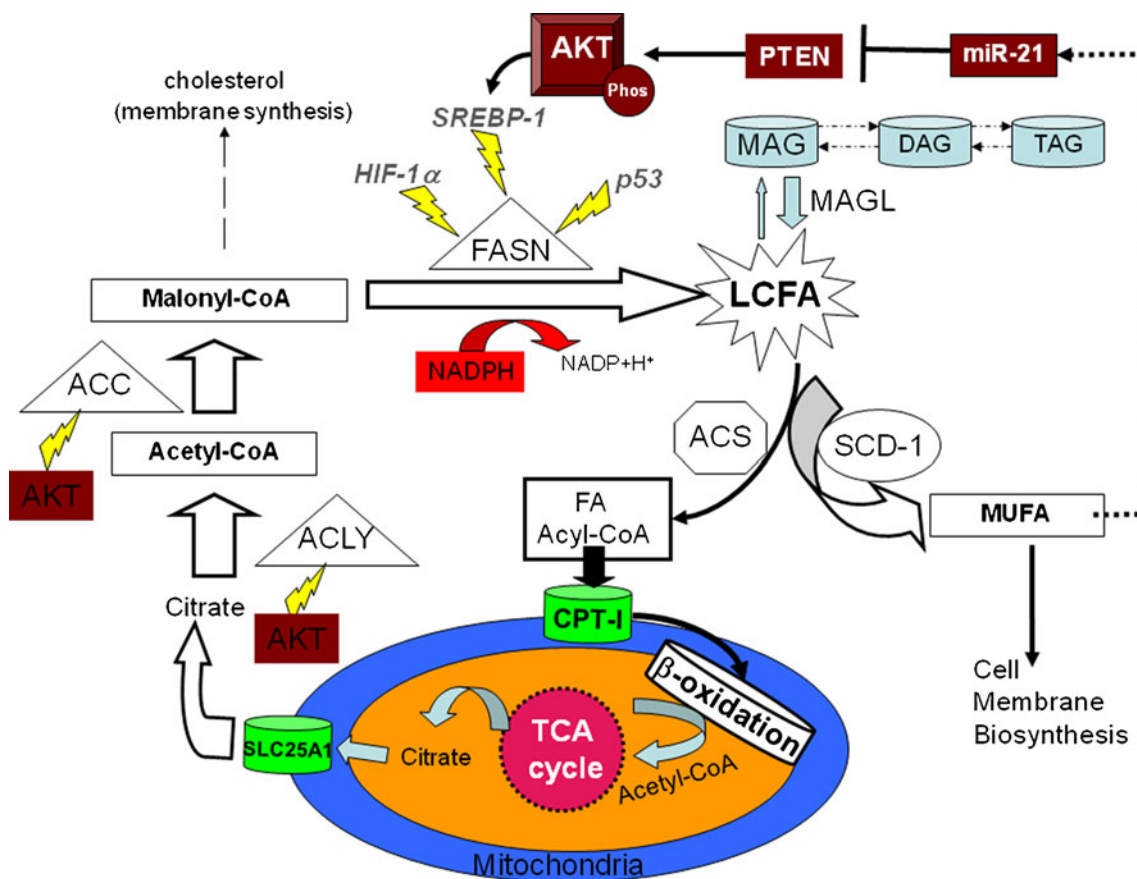 AKT
Phos
PTEN
miR-21
cholesterol
(membrane synthesis)
SREBP-1
HIF-1α
p53
FASN
MAG
DAG
TAG
MAGL
Malonyl-CoA
LCFA
NADPH
NADP+H⁺
ACC
AKT
Acetyl-CoA
ACS
SCD-1
FA
Acyl-CoA
MUFA
ACLY
AKT
Citrate
CPT-I
β-oxidation
Cell
Membrane
Biosynthesis
SLC25A1
Citrate
TCA
cycle
Acetyl-CoA
Mitochondria